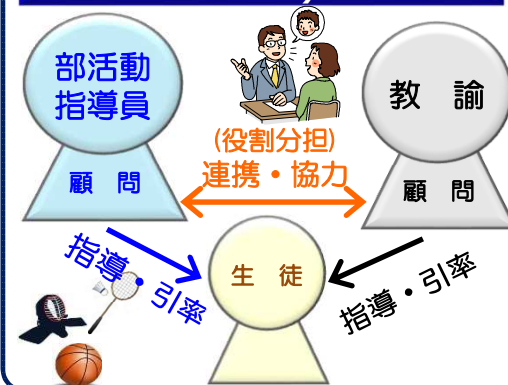 部活動
指導員
顧　問
教　諭
顧　問
(役割分担)
連携・協力
指導・引率
生　徒
指導・引率